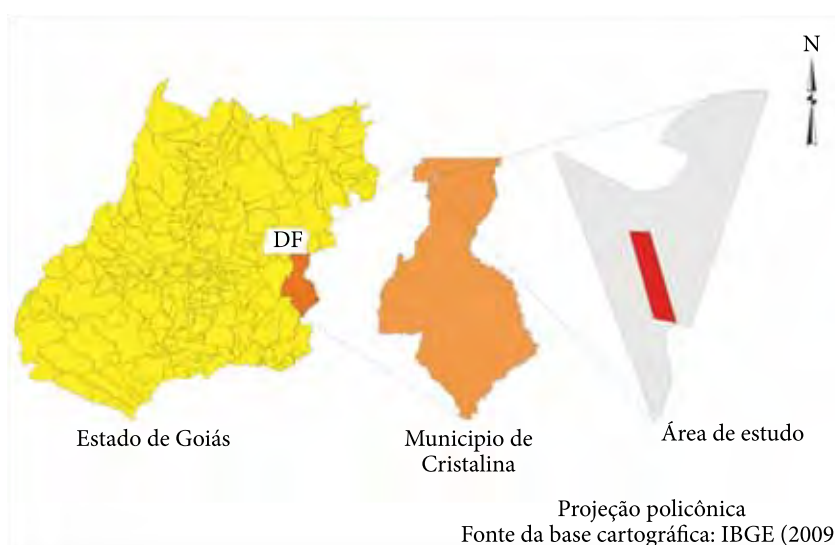 N
DF
Estado de Goiás
Municipio de
Cristalina
Área de estudo
Projeção policônica
Fonte da base cartográfica: IBGE (2009